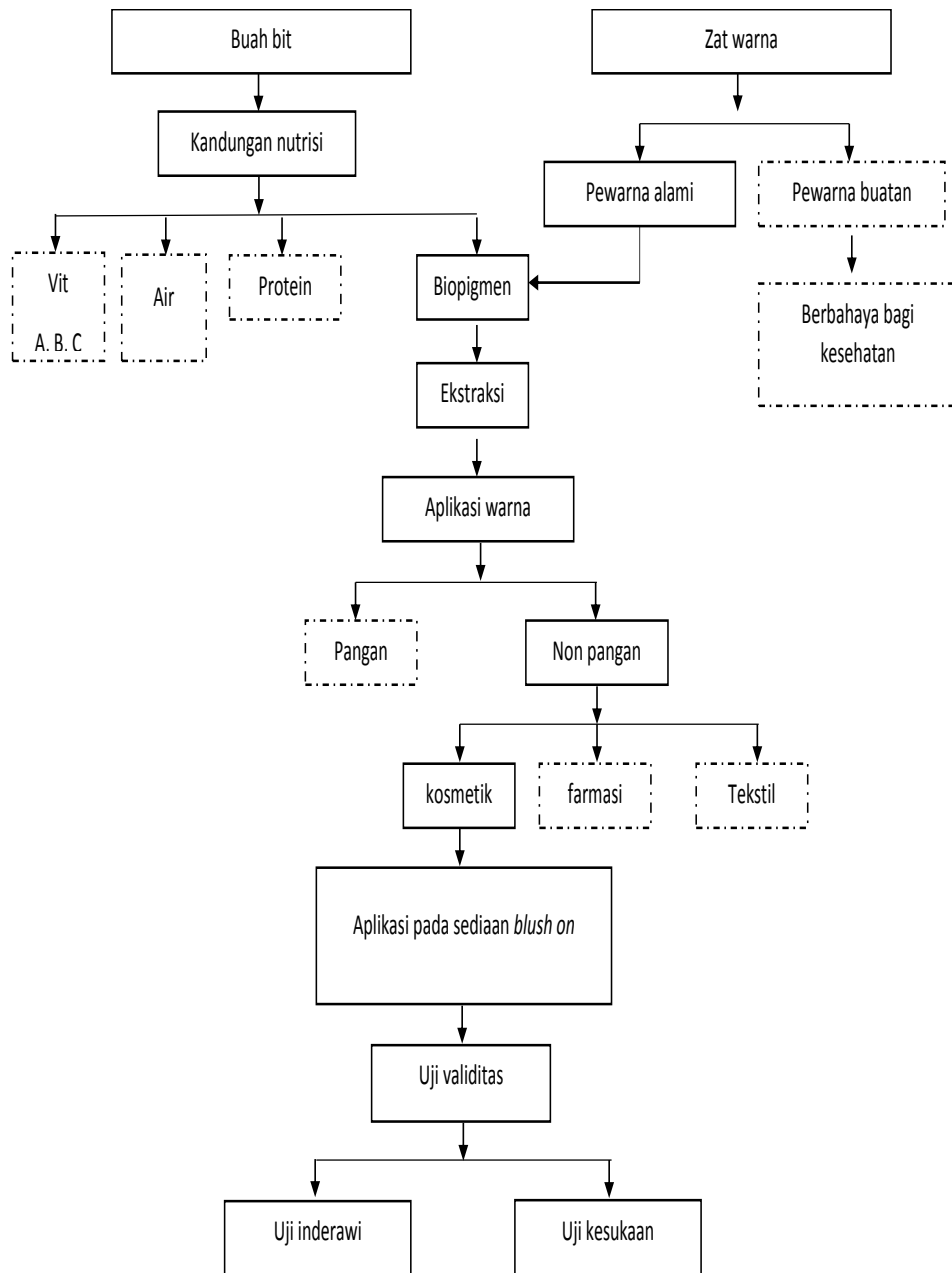 Buah bit
Zat warna
Kandungan nutrisi
Pewarna alami
Pewarna buatan
Vit
A. B. C
Air
Protein
Biopigmen
Berbahaya bagi
kesehatan
Ekstraksi
Aplikasi warna
Pangan
Non pangan
kosmetik
farmasi
Tekstil
Aplikasi pada sediaan blush on
Uji validitas
Uji inderawi
Uji kesukaan